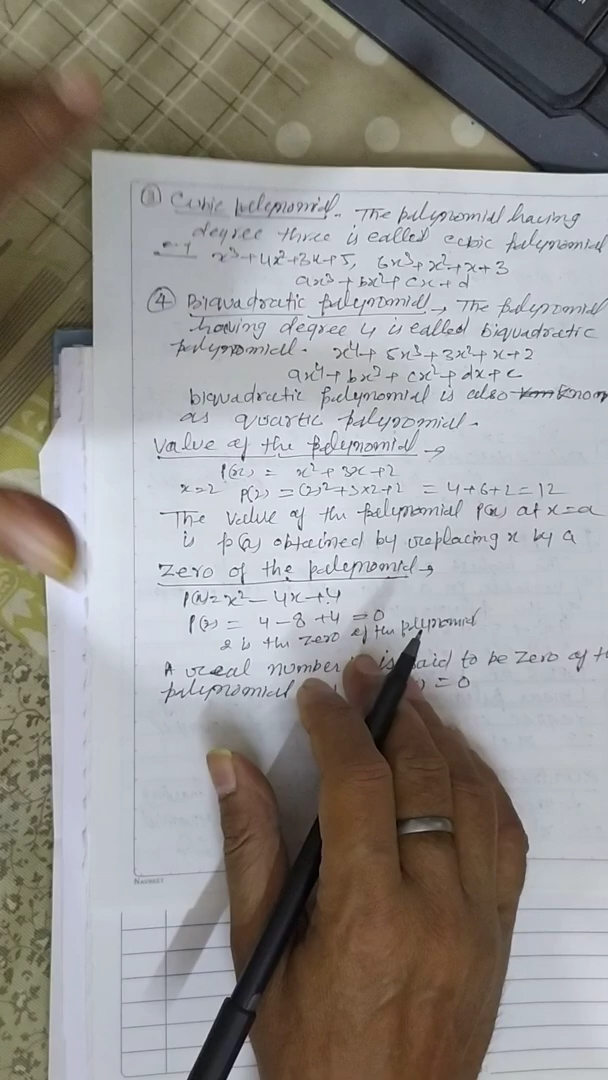 ③ Cubic polynomial - The polynomial having
degree three is called cubic polynomial
e.g x³+4x²+3x+5, 6x³+x²+x+3
ax³+bx²+cx+d
④ Biquadratic polynomial → The polynomial
having degree 4 is called biquadratic
polynomial. x⁴+5x³+3x²+x+2
ax⁴+bx³+cx²+dx+e
biquadratic polynomial is also known
as quartic polynomial.
Value of the polynomial →
P(x) = x²+3x+2
x=2 P(2) = (2)²+3×2+2 = 4+6+2=12
The value of the polynomial P(x) at x=a
is p(a) obtained by replacing x by a
Zero of the polynomial →
P(x)=x²-4x+4
P(2) = 4-8+4=0
2 is the zero of the polynomial
A real number is said to be zero of the
polynomial =0
NAVNEET